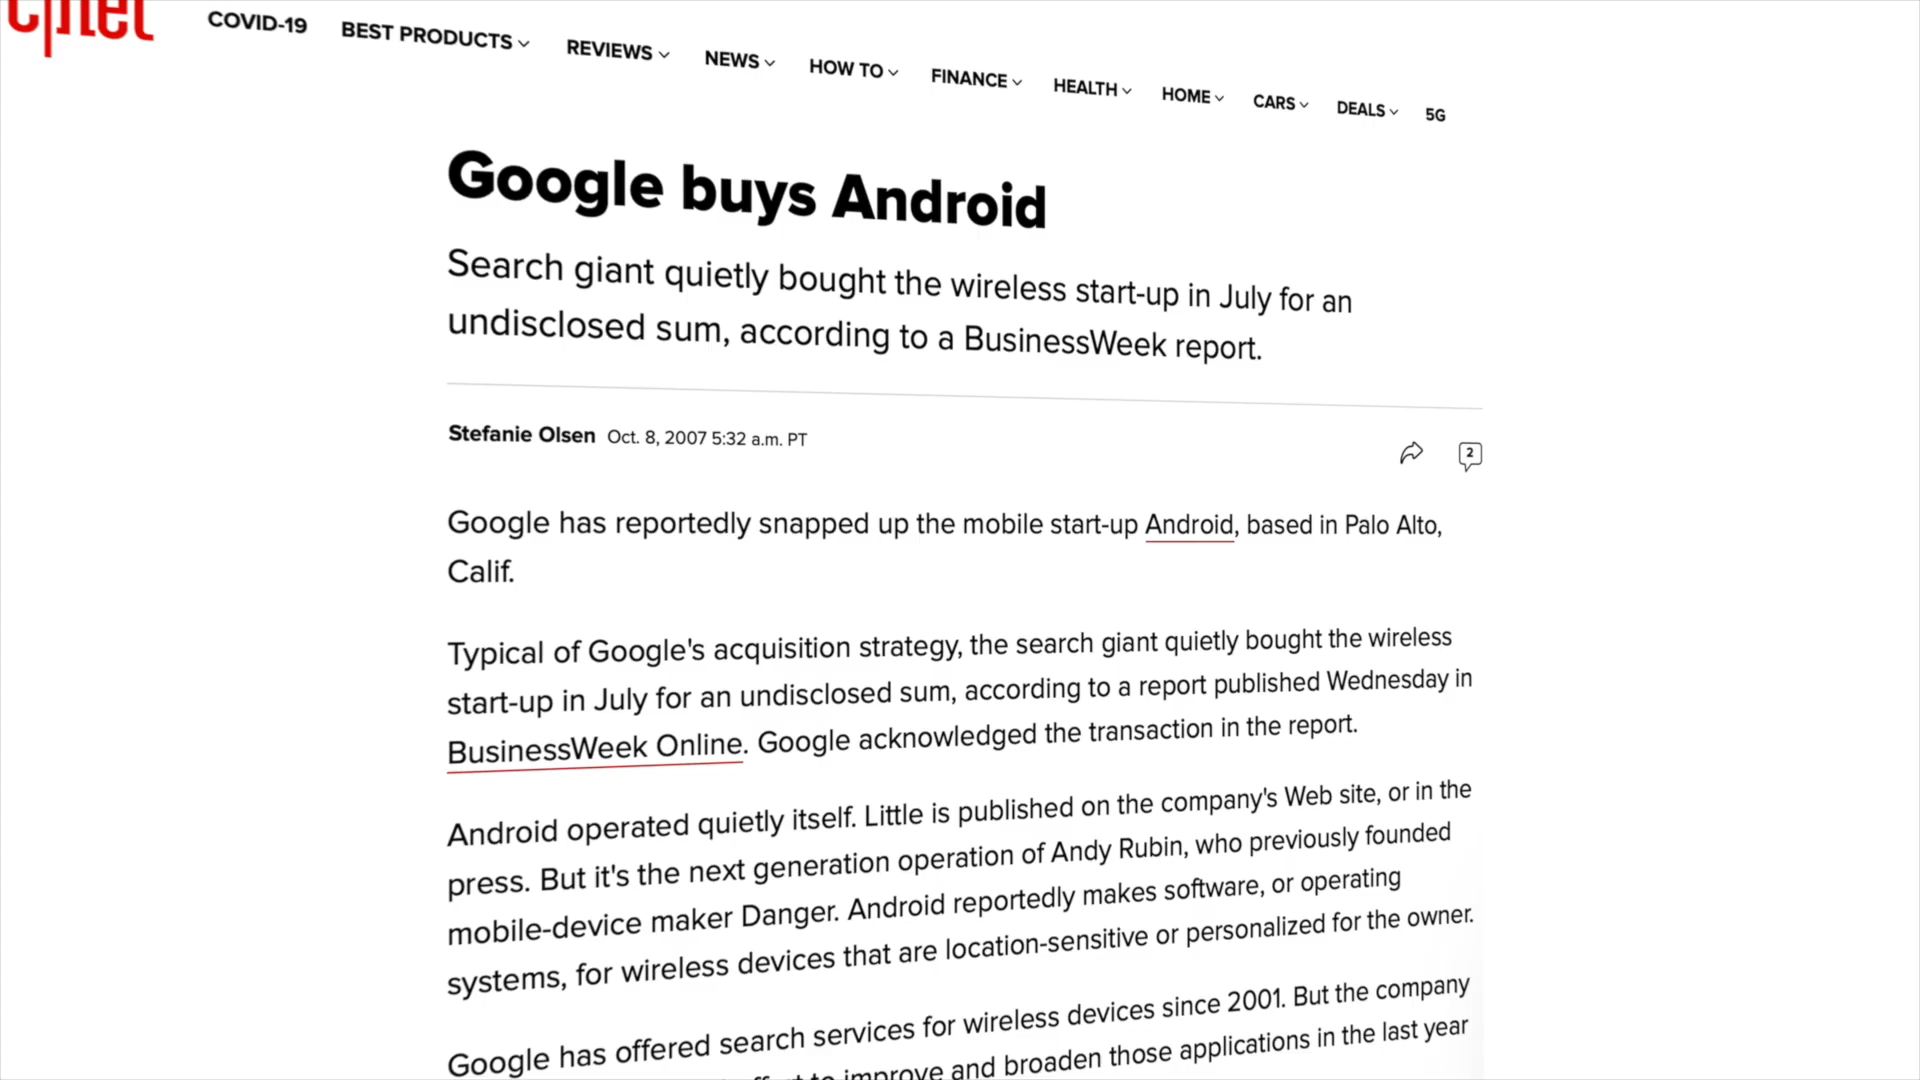 cnet
COVID-19 BEST PRODUCTS REVIEWS NEWS HOW TO FINANCE HEALTH HOME CARS DEALS 5G
Google buys Android
Search giant quietly bought the wireless start-up in July for an
undisclosed sum, according to a BusinessWeek report.
Stefanie Olsen Oct. 8, 2007 5:32 a.m. PT
2
Google has reportedly snapped up the mobile start-up Android, based in Palo Alto,
Calif.
Typical of Google's acquisition strategy, the search giant quietly bought the wireless
start-up in July for an undisclosed sum, according to a report published Wednesday in
BusinessWeek Online. Google acknowledged the transaction in the report.
Android operated quietly itself. Little is published on the company's Web site, or in the
press. But it's the next generation operation of Andy Rubin, who previously founded
mobile-device maker Danger. Android reportedly makes software, or operating
systems, for wireless devices that are location-sensitive or personalized for the owner.
Google has offered search services for wireless devices since 2001. But the company
to improve and broaden those applications in the last year